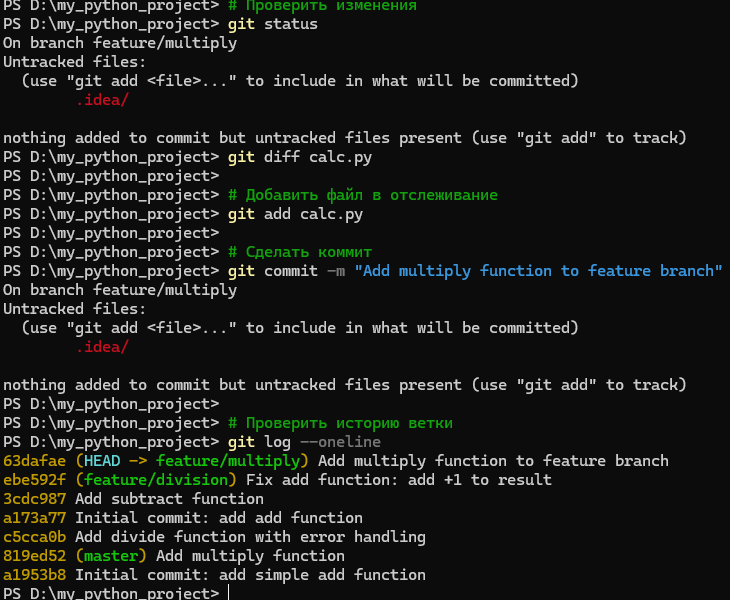 PS D:\my_python_project> # Проверить изменения
PS D:\my_python_project> git status
On branch feature/multiply
Untracked files:
  (use "git add <file>..." to include in what will be committed)
        .idea/

nothing added to commit but untracked files present (use "git add" to track)
PS D:\my_python_project> git diff calc.py
PS D:\my_python_project>
PS D:\my_python_project> # Добавить файл в отслеживание
PS D:\my_python_project> git add calc.py
PS D:\my_python_project>
PS D:\my_python_project> # Сделать коммит
PS D:\my_python_project> git commit -m "Add multiply function to feature branch"
On branch feature/multiply
Untracked files:
  (use "git add <file>..." to include in what will be committed)
        .idea/

nothing added to commit but untracked files present (use "git add" to track)
PS D:\my_python_project>
PS D:\my_python_project> # Проверить историю ветки
PS D:\my_python_project> git log --oneline
63dafae (HEAD -> feature/multiply) Add multiply function to feature branch
ebe592f (feature/division) Fix add function: add +1 to result
3cdc987 Add subtract function
a173a77 Initial commit: add add function
c5cca0b Add divide function with error handling
819ed52 (master) Add multiply function
a1953b8 Initial commit: add simple add function
PS D:\my_python_project>